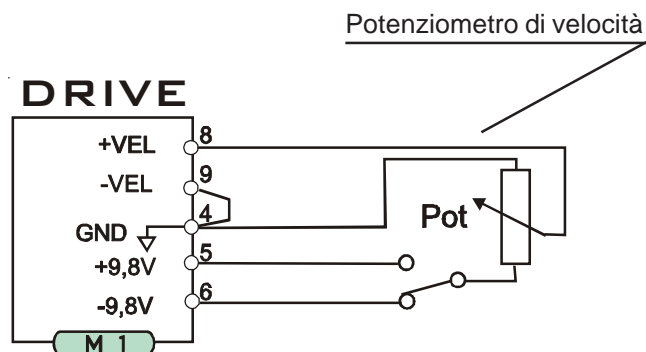 Potenziometro di velocità
DRIVE
+VEL 8
-VEL 9
GND 4
+9,8V 5
-9,8V 6
Pot
M 1